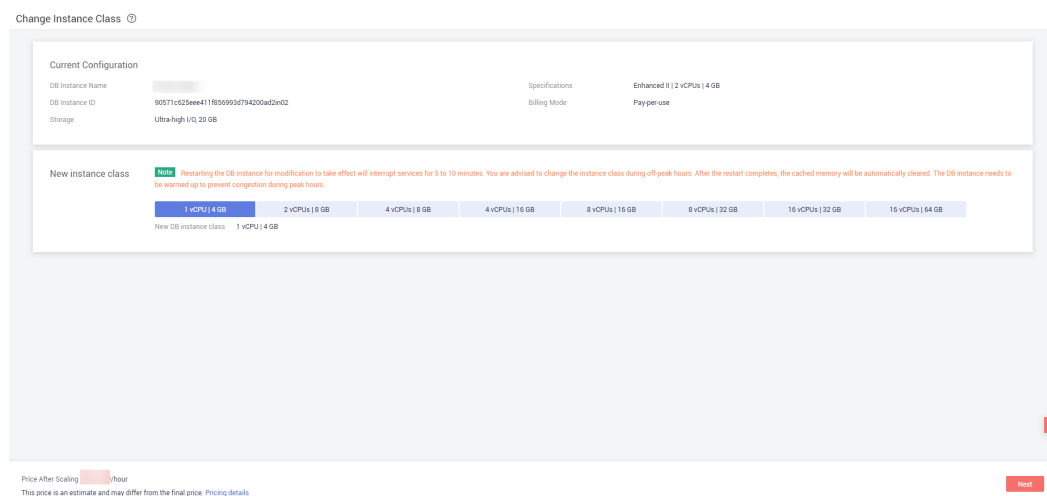 Change Instance Class ?
Current Configuration
DB Instance Name
Specifications Enhanced II | 2 vCPUs | 4 GB
DB Instance ID 90571c625eee411f856993d794200ad2in02
Billing Mode Pay-per-use
Storage Ultra-high I/O, 20 GB
New instance class
Note Restarting the DB instance for modification to take effect will interrupt services for 5 to 10 minutes. You are advised to change the instance class during off-peak hours. After the restart completes, the cached memory will be automatically cleared. The DB instance needs to
be warmed up to prevent congestion during peak hours.
1 vCPU | 4 GB 2 vCPUs | 8 GB 4 vCPUs | 8 GB 4 vCPUs | 16 GB 8 vCPUs | 16 GB 8 vCPUs | 32 GB 16 vCPUs | 32 GB 16 vCPUs | 64 GB
New DB instance class 1 vCPU | 4 GB
Price After Scaling /hour
This price is an estimate and may differ from the final price. Pricing details
Next